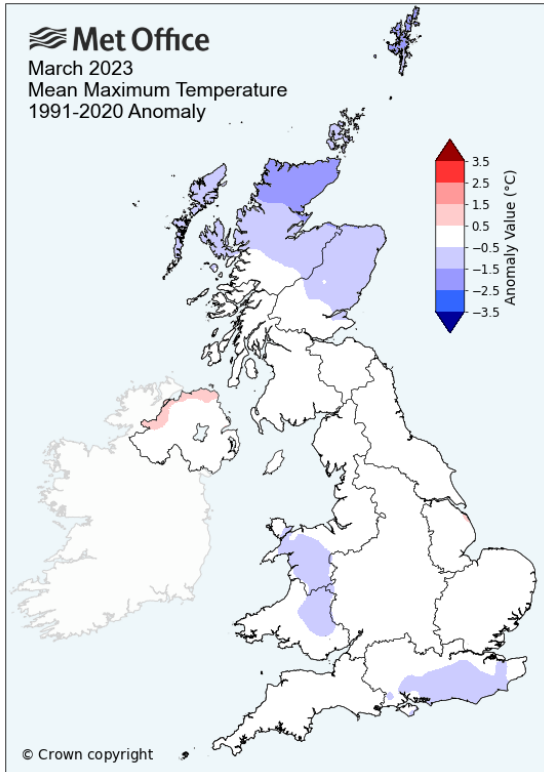 Met Office
March 2023
Mean Maximum Temperature
1991-2020 Anomaly
3.5
2.5
1.5
0.5
−0.5
−1.5
−2.5
−3.5
Anomaly Value (°C)
© Crown copyright